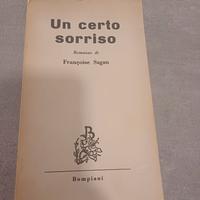 Un certo
sorriso
Romanzo di
Françoise Sagan
B
Bompiani